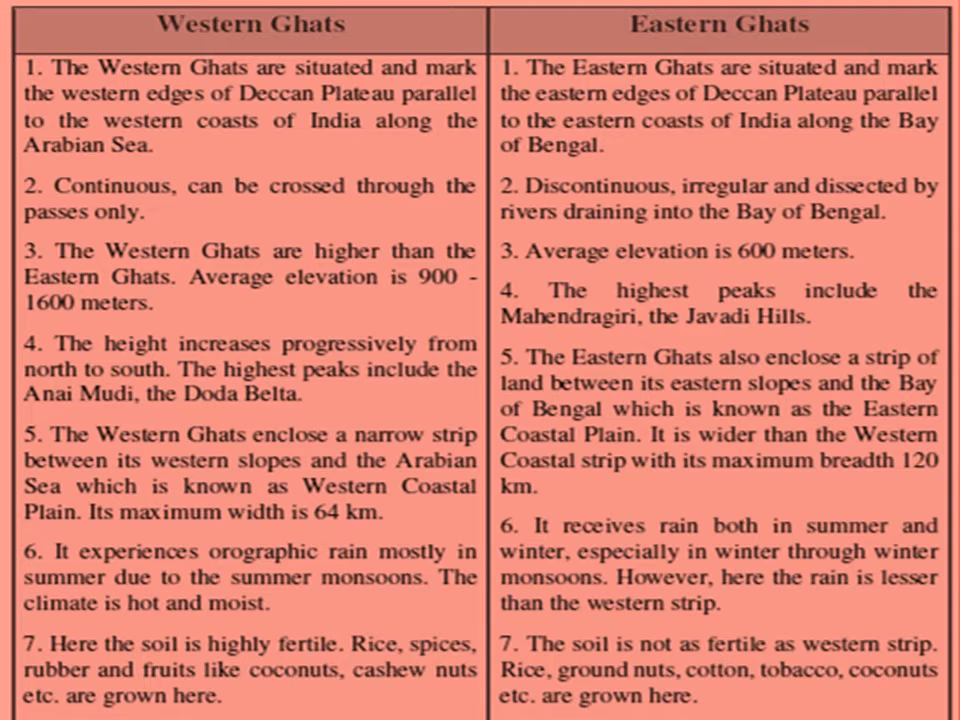 Western Ghats
Eastern Ghats
1. The Western Ghats are situated and mark
the western edges of Deccan Plateau parallel
to the western coasts of India along the
Arabian Sea.
2. Continuous, can be crossed through the
passes only.
3. The Western Ghats are higher than the
Eastern Ghats. Average elevation is 900 -
1600 meters.
4. The height increases progressively from
north to south. The highest peaks include the
Anai Mudi, the Doda Belta.
5. The Western Ghats enclose a narrow strip
between its western slopes and the Arabian
Sea which is known as Western Coastal
Plain. Its maximum width is 64 km.
6. It experiences orographic rain mostly in
summer due to the summer monsoons. The
climate is hot and moist.
7. Here the soil is highly fertile. Rice, spices,
rubber and fruits like coconuts, cashew nuts
etc. are grown here.
1. The Eastern Ghats are situated and mark
the eastern edges of Deccan Plateau parallel
to the eastern coasts of India along the Bay
of Bengal.
2. Discontinuous, irregular and dissected by
rivers draining into the Bay of Bengal.
3. Average elevation is 600 meters.
4. The highest peaks include the
Mahendragiri, the Javadi Hills.
5. The Eastern Ghats also enclose a strip of
land between its eastern slopes and the Bay
of Bengal which is known as the Eastern
Coastal Plain. It is wider than the Western
Coastal strip with its maximum breadth 120
km.
6. It receives rain both in summer and
winter, especially in winter through winter
monsoons. However, here the rain is lesser
than the western strip.
7. The soil is not as fertile as western strip.
Rice, ground nuts, cotton, tobacco, coconuts
etc. are grown here.